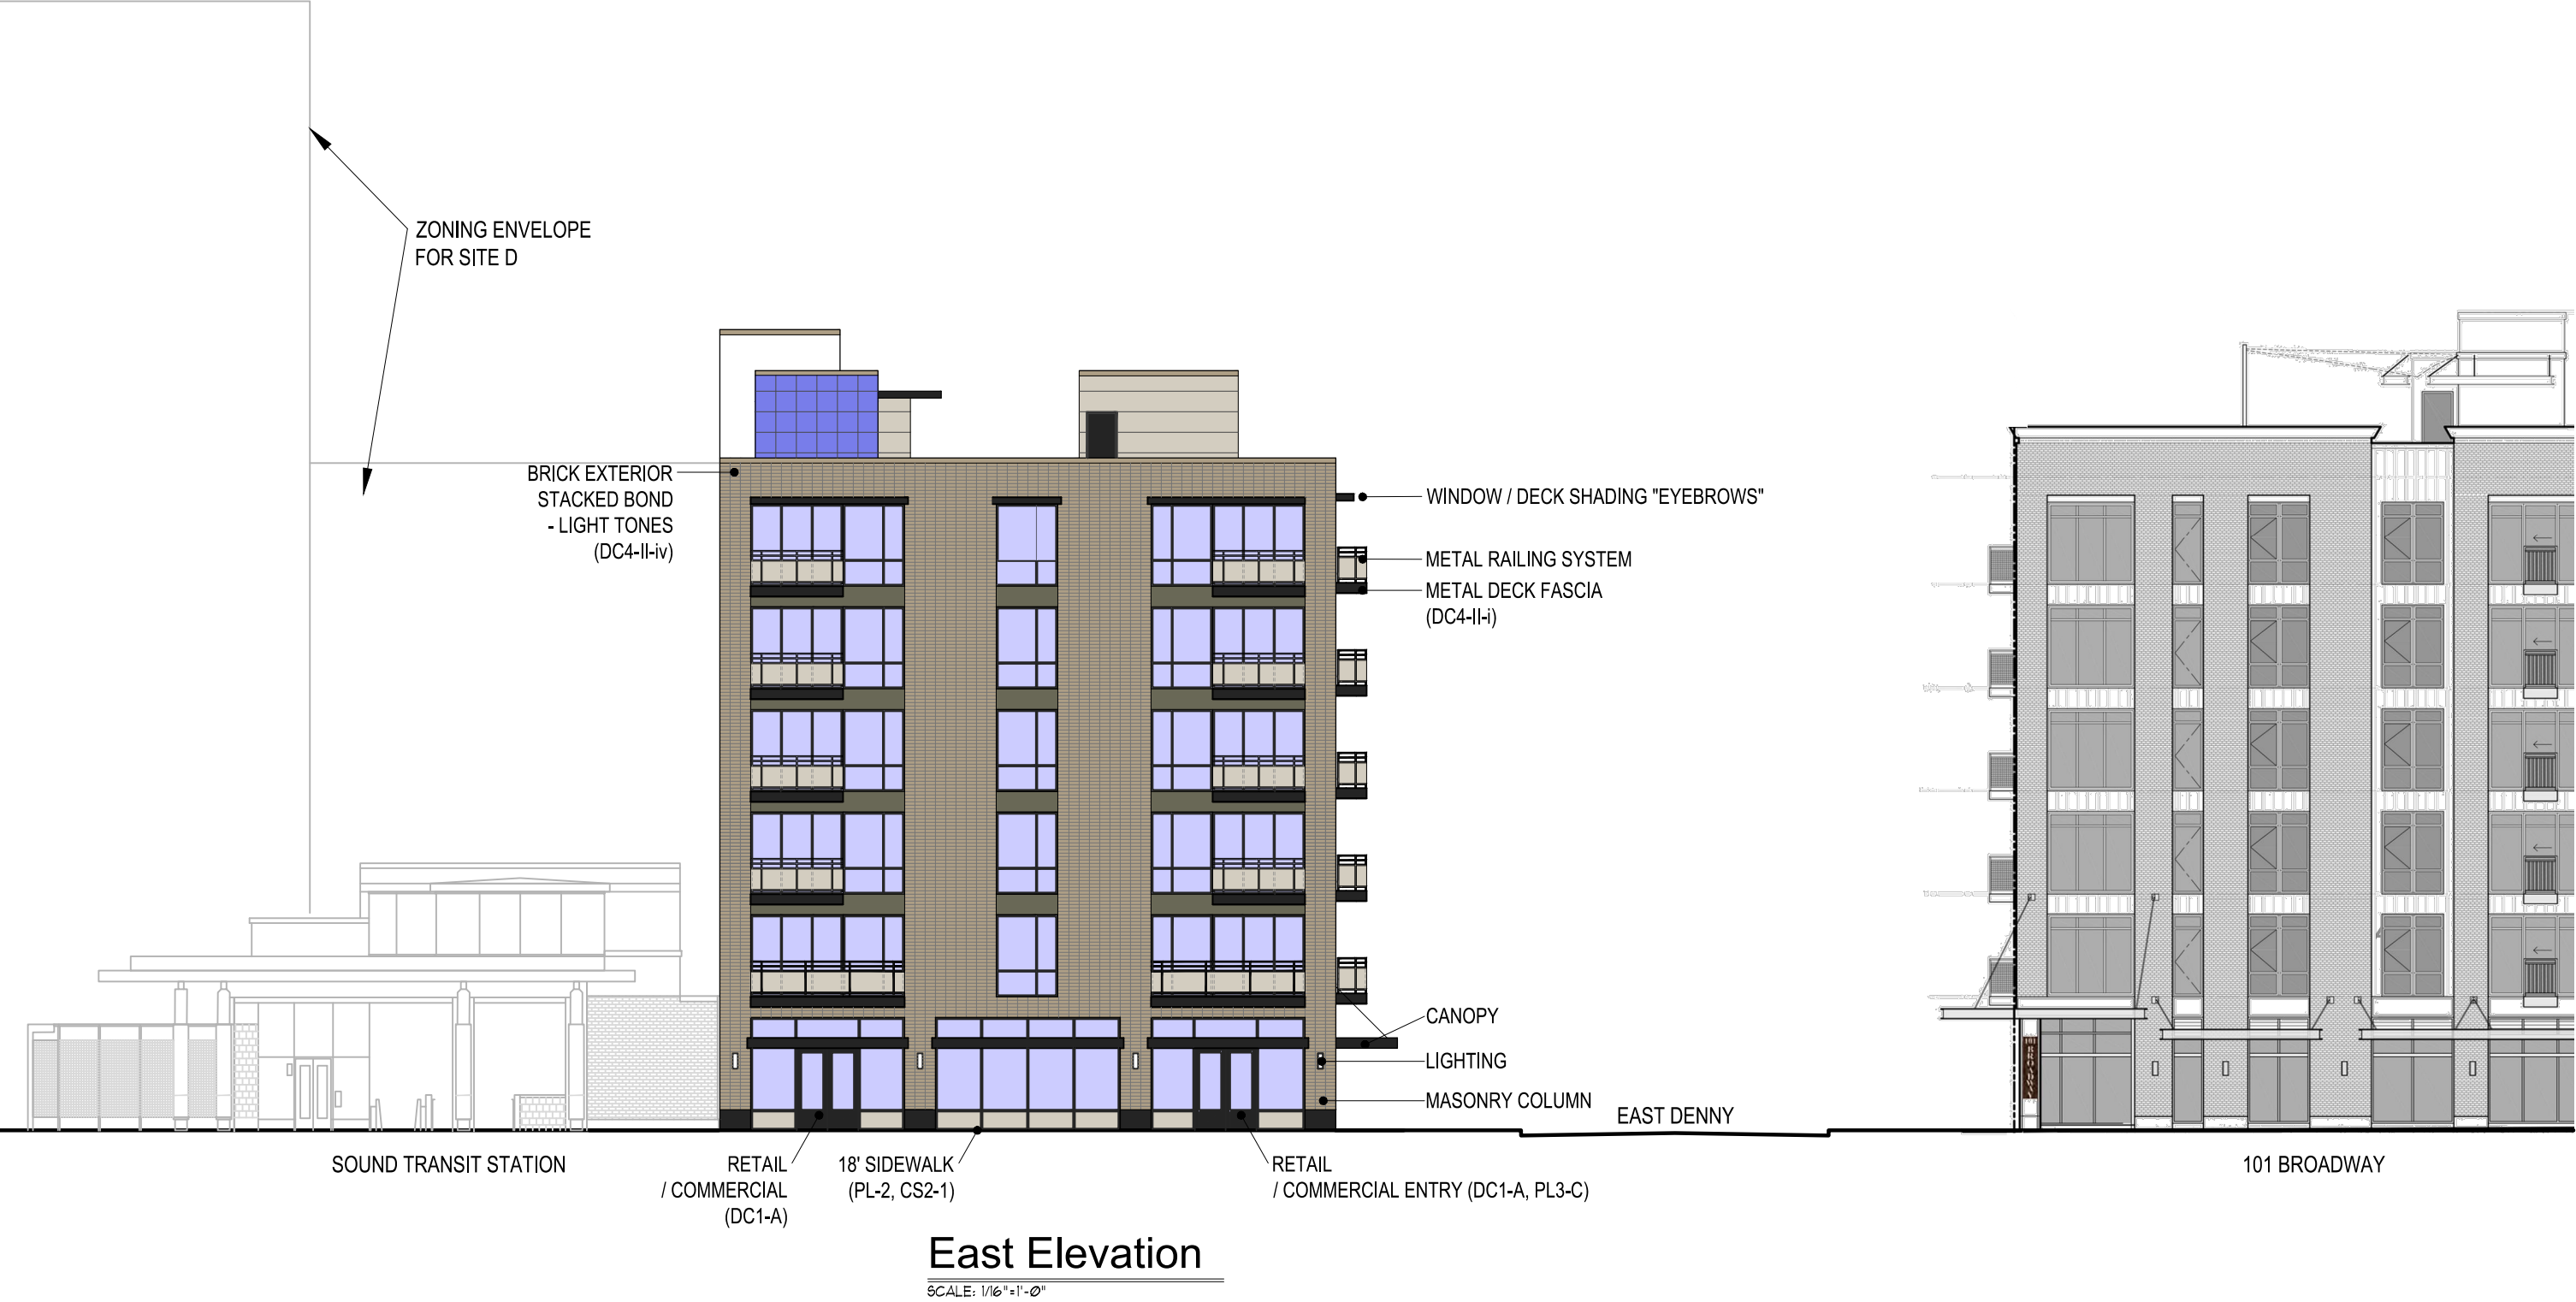 ZONING ENVELOPE
FOR SITE D
BRICK EXTERIOR
STACKED BOND
- LIGHT TONES
(DC4-II-iv)
WINDOW / DECK SHADING "EYEBROWS"
METAL RAILING SYSTEM
METAL DECK FASCIA
(DC4-II-i)
CANOPY
LIGHTING
MASONRY COLUMN
EAST DENNY
101 BROADWAY
SOUND TRANSIT STATION
RETAIL
/ COMMERCIAL
(DC1-A)
18' SIDEWALK
(PL-2, CS2-1)
RETAIL
/ COMMERCIAL ENTRY (DC1-A, PL3-C)
101 BROADWAY
East Elevation
SCALE: 1/16"=1'-0"